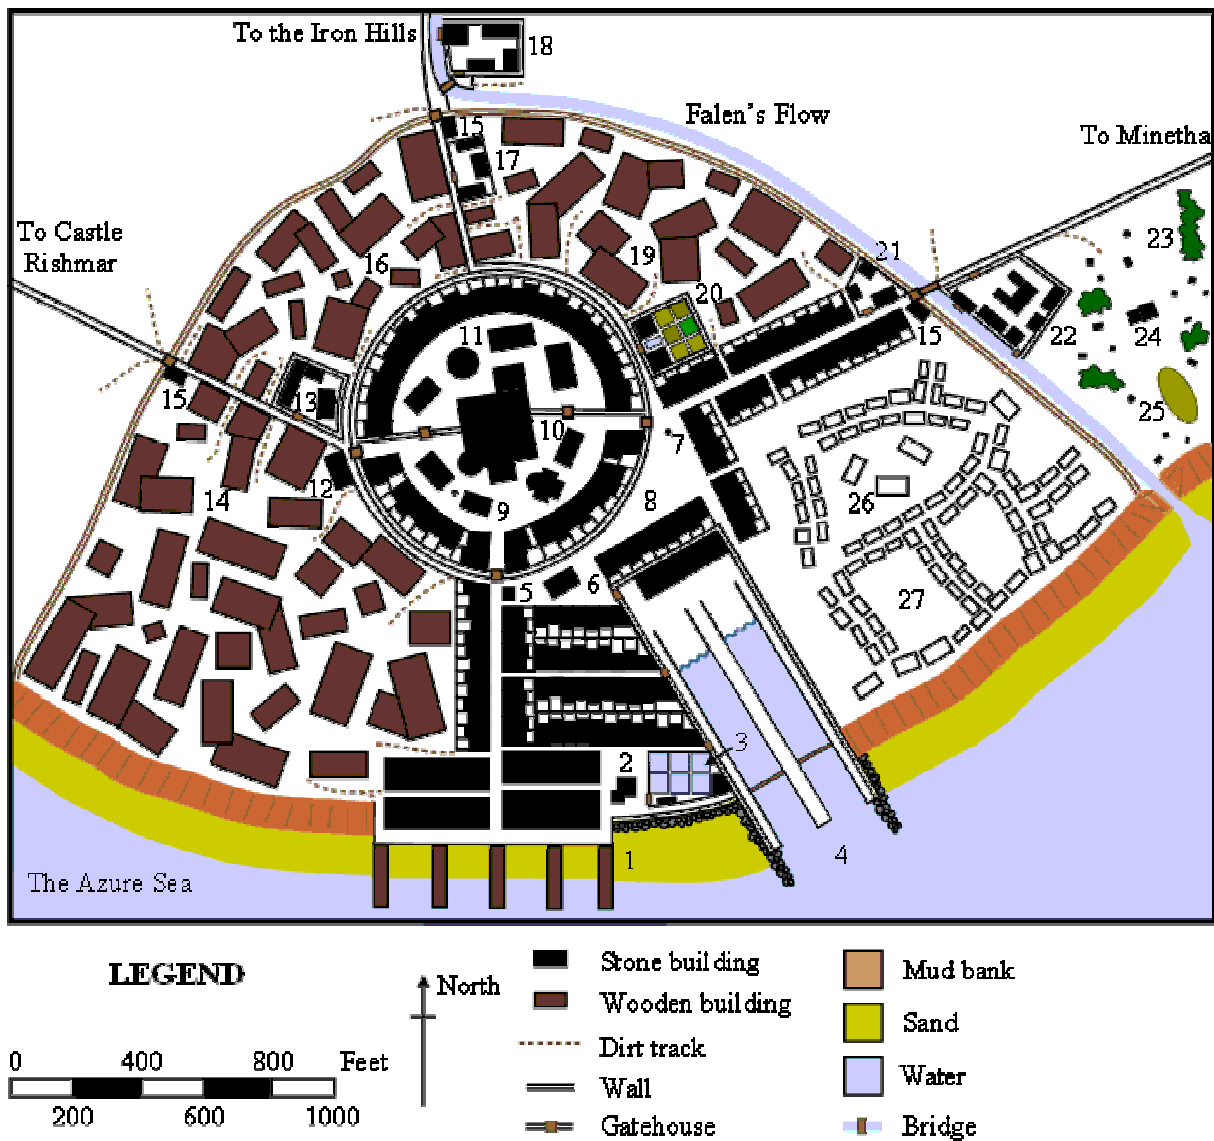 To the Iron Hills
18
Falen's Flow
To Minetha
15
17
To Castle
Rishmar
23
16
19
21
20
11
15
22
24
13
15
25
10
7
12
14
9
8
26
5
6
27
2
3
1
4
The Azure Sea
LEGEND
North
0
400
800
Feet
200
600
1000
Stone building
Wooden building
Dirt track
Wall
Gatehouse
Mud bank
Sand
Water
Bridge